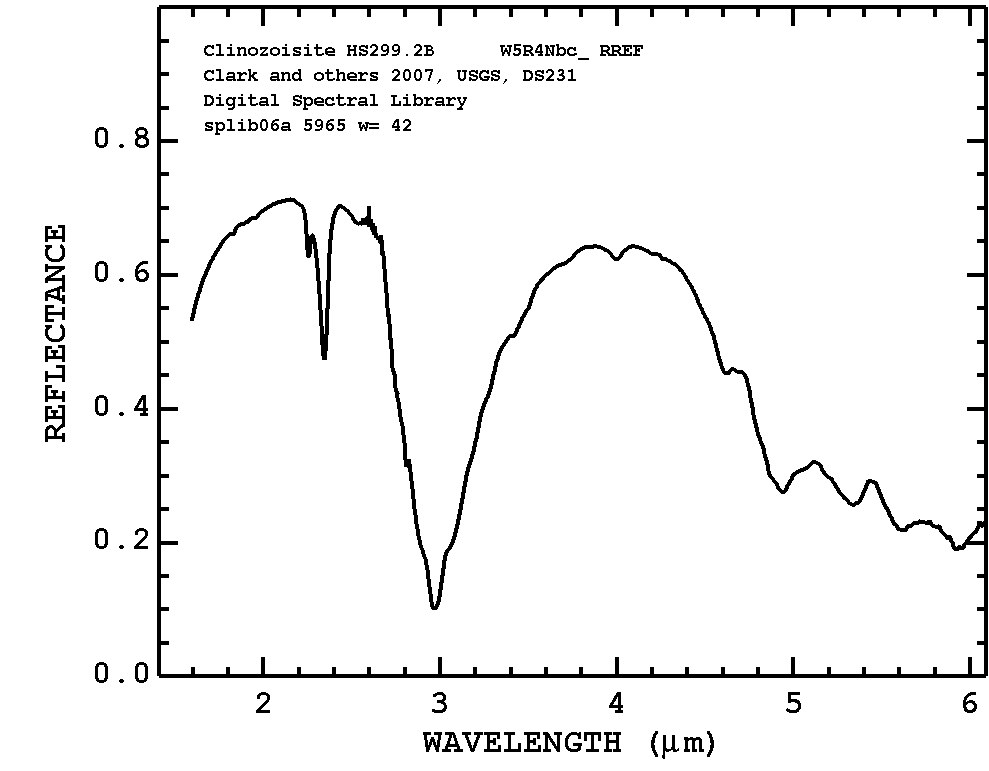 Clinozoisite HS299.2B W5R4Nbc_ RREF
Clark and others 2007, USGS, DS231
Digital Spectral Library
splib06a 5965 w= 42
REFLECTANCE
0.8
0.6
0.4
0.2
0.0
2 3 4 5 6
WAVELENGTH (μm)